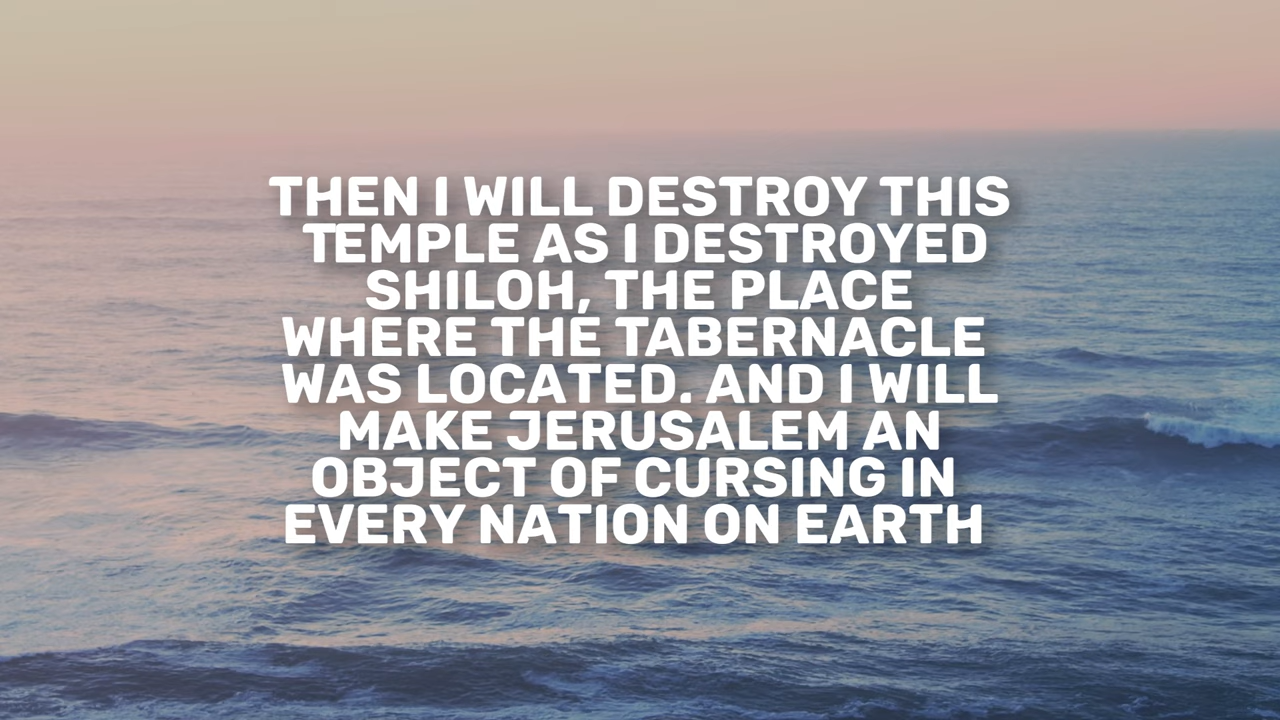 THEN I WILL DESTROY THIS
TEMPLE AS I DESTROYED
SHILOH, THE PLACE
WHERE THE TABERNACLE
WAS LOCATED. AND I WILL
MAKE JERUSALEM AN
OBJECT OF CURSING IN
EVERY NATION ON EARTH